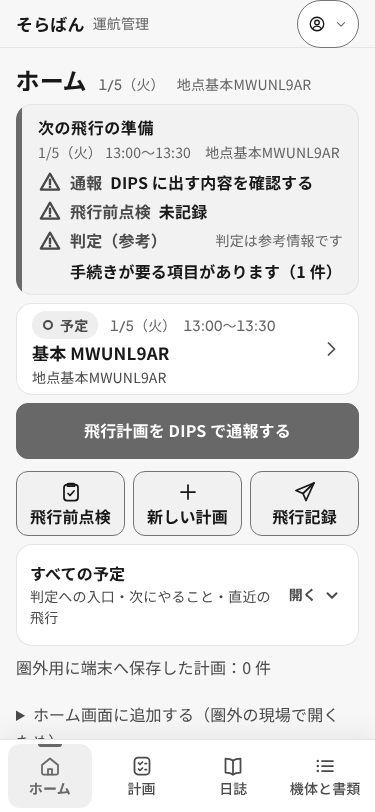 そらばん 運航管理
ホーム 1/5（火） 地点基本MWUNL9AR
次の飛行の準備
1/5（火） 13:00〜13:30 地点基本MWUNL9AR
通報 DIPS に出す内容を確認する
飛行前点検 未記録
判定（参考） 判定は参考情報です
手続きが要る項目があります（1 件）
予定 1/5（火） 13:00〜13:30
基本 MWUNL9AR
地点基本MWUNL9AR
飛行計画を DIPS で通報する
飛行前点検 新しい計画 飛行記録
すべての予定
判定への入口・次にやること・直近の
飛行
開く
圏外用に端末へ保存した計画：0 件
ホーム画面に追加する（圏外の現場で開く
ホーム 計画 日誌 機体と書類